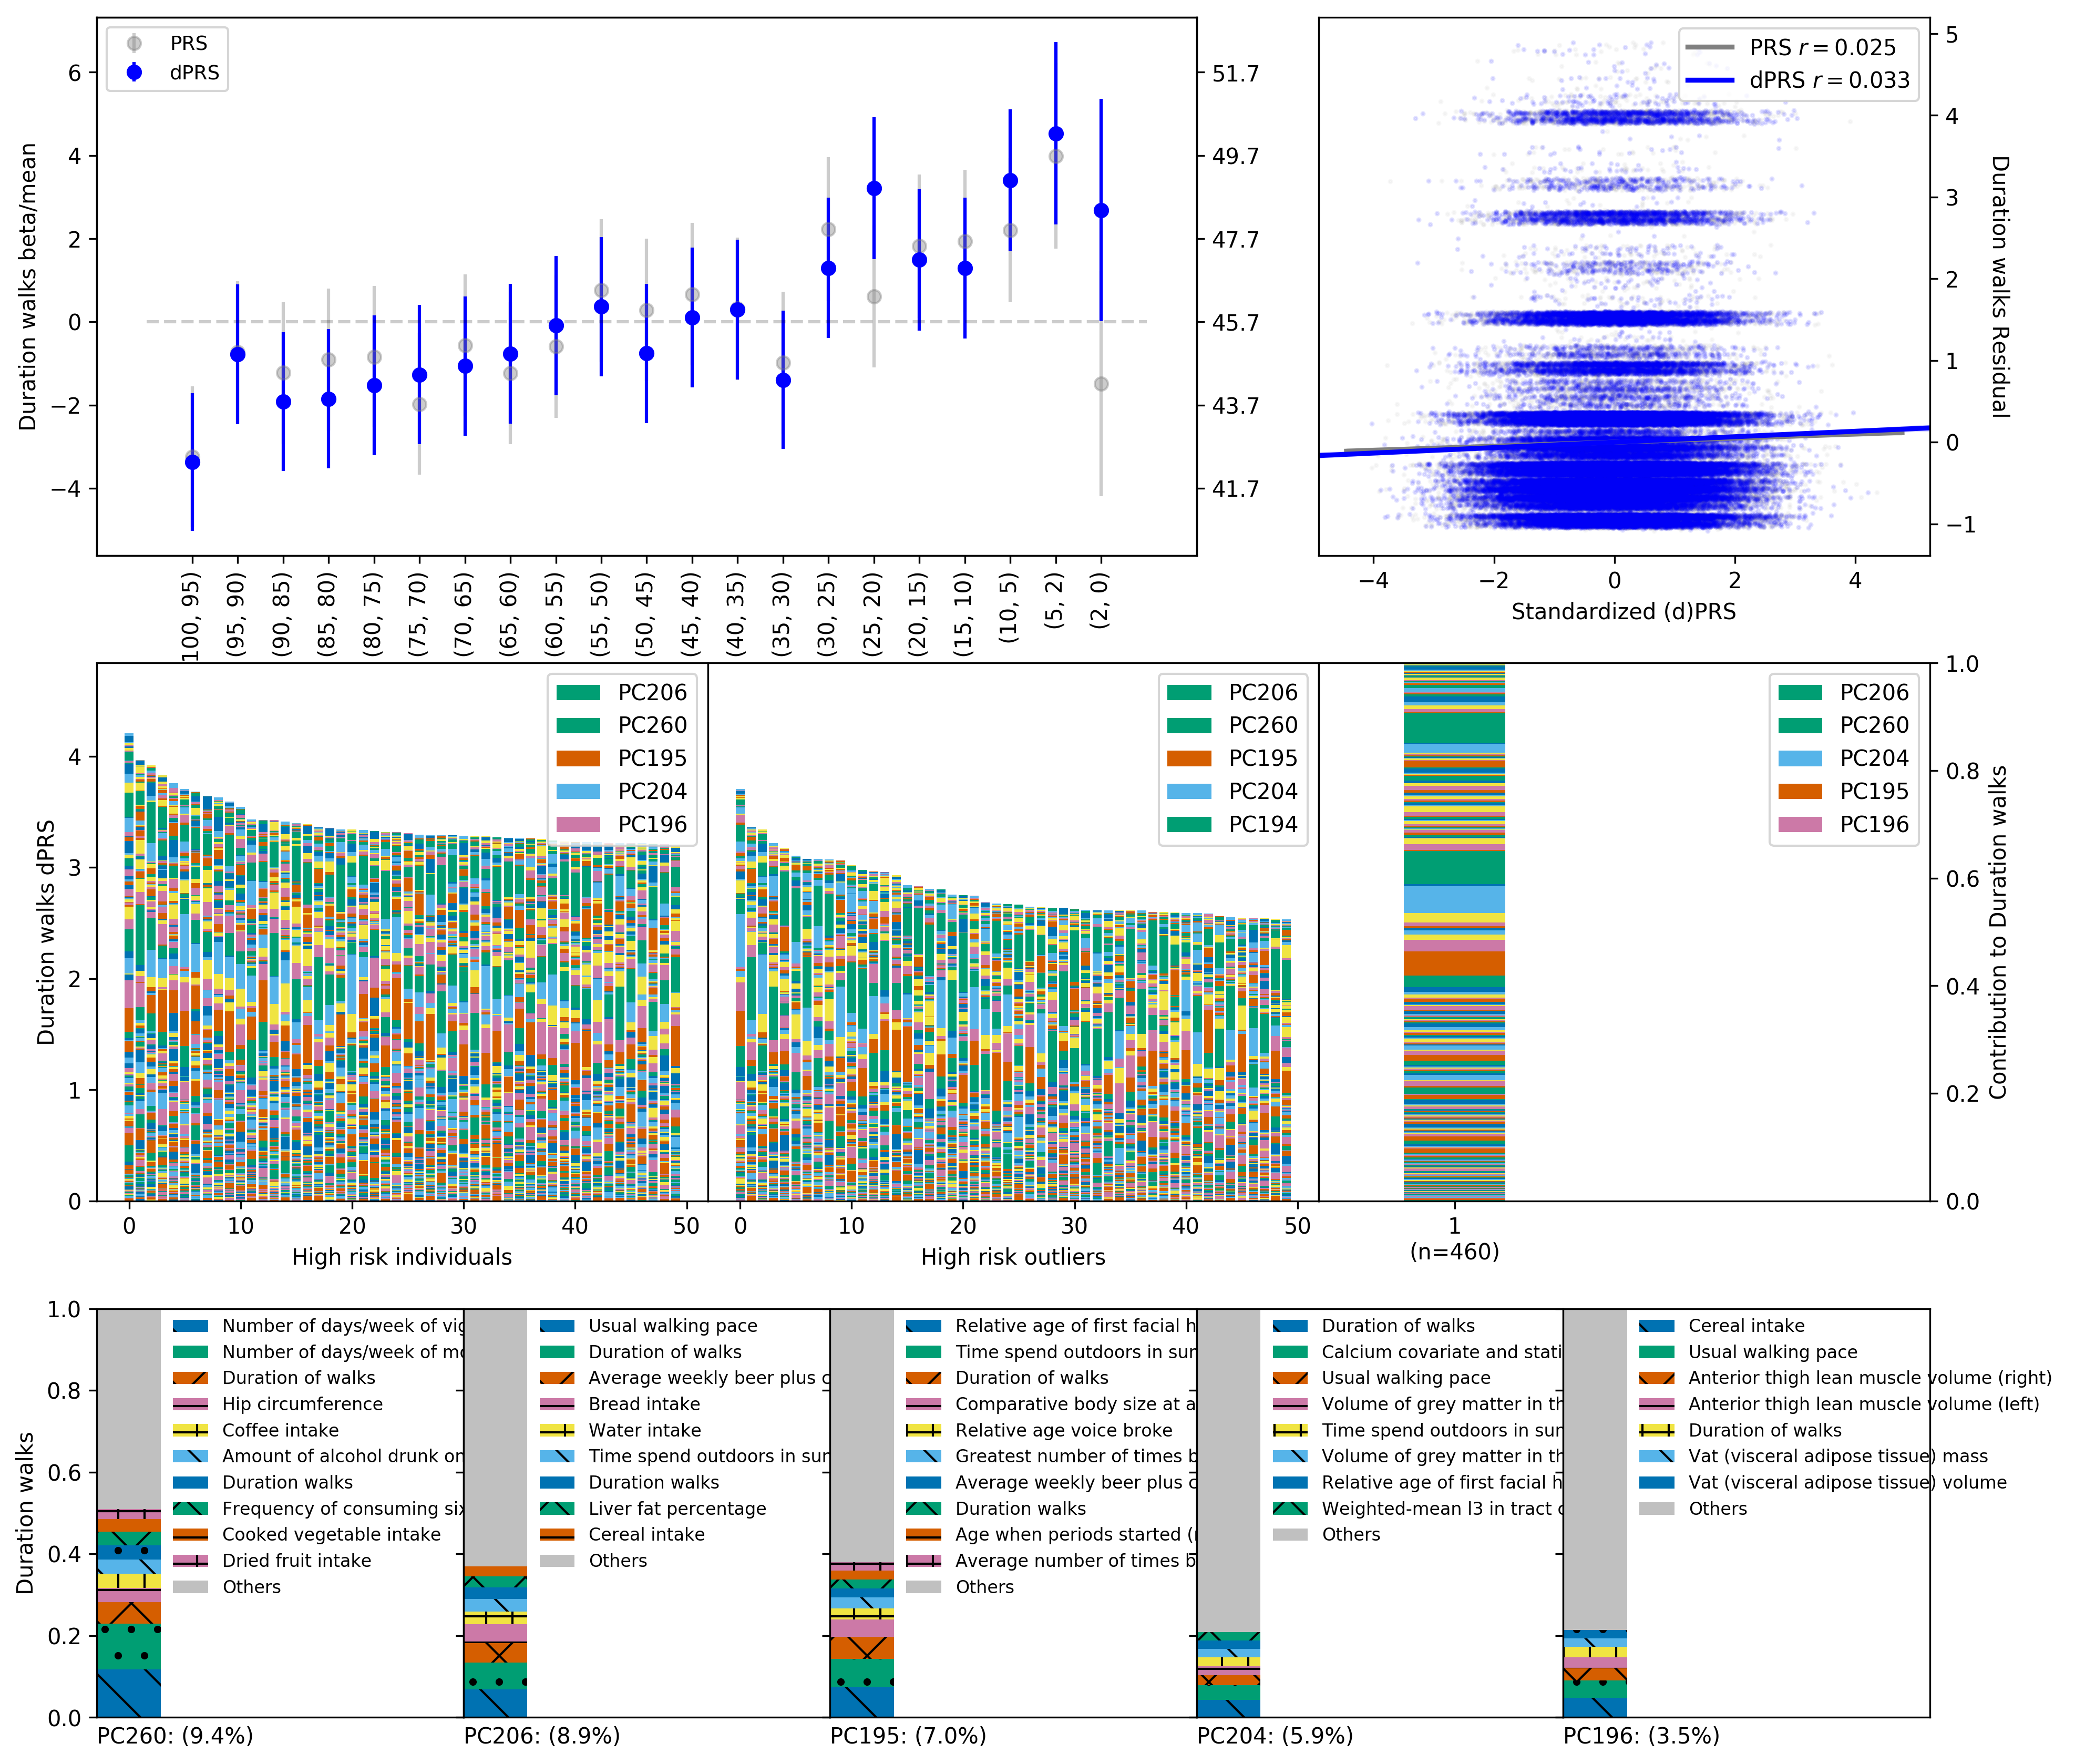 PRS
dPRS
6
4
2
0
−2
−4
Duration walks beta/mean
51.7
49.7
47.7
45.7
43.7
41.7
100, 95)
(95, 90)
(90, 85)
(85, 80)
(80, 75)
(75, 70)
(70, 65)
(65, 60)
(60, 55)
(55, 50)
(50, 45)
(45, 40)
(40, 35)
(35, 30)
(30, 25)
(25, 20)
(20, 15)
(15, 10)
(10, 5)
(5, 2)
(2, 0)
PRS r = 0.025
dPRS r = 0.033
5
4
3
2
1
0
−1
Duration walks Residual
−4 −2 0 2 4
Standardized (d)PRS
PC206
PC260
PC195
PC204
PC196
4
3
2
1
0
Duration walks dPRS
0 10 20 30 40 50
High risk individuals
PC206
PC260
PC195
PC204
PC194
0 10 20 30 40 50
High risk outliers
PC206
PC260
PC204
PC195
PC196
1.0
0.8
0.6
0.4
0.2
0.0
Contribution to Duration walks
1
(n=460)
1.0
0.8
0.6
0.4
0.2
0.0
Duration walks
Number of days/week of vig
Number of days/week of mo
Duration of walks
Hip circumference
Coffee intake
Amount of alcohol drunk on
Duration walks
Frequency of consuming six
Cooked vegetable intake
Dried fruit intake
Others
PC260: (9.4%)
Usual walking pace
Duration of walks
Average weekly beer plus c
Bread intake
Water intake
Time spend outdoors in sum
Duration walks
Liver fat percentage
Cereal intake
Others
PC206: (8.9%)
Relative age of first facial h
Time spend outdoors in sum
Duration of walks
Comparative body size at a
Relative age voice broke
Greatest number of times b
Average weekly beer plus c
Duration walks
Age when periods started (
Average number of times b
Others
PC195: (7.0%)
Duration of walks
Calcium covariate and stati
Usual walking pace
Volume of grey matter in th
Time spend outdoors in sum
Volume of grey matter in th
Relative age of first facial h
Weighted-mean l3 in tract c
Others
PC204: (5.9%)
Cereal intake
Usual walking pace
Anterior thigh lean muscle volume (right)
Anterior thigh lean muscle volume (left)
Duration of walks
Vat (visceral adipose tissue) mass
Vat (visceral adipose tissue) volume
Others
PC196: (3.5%)